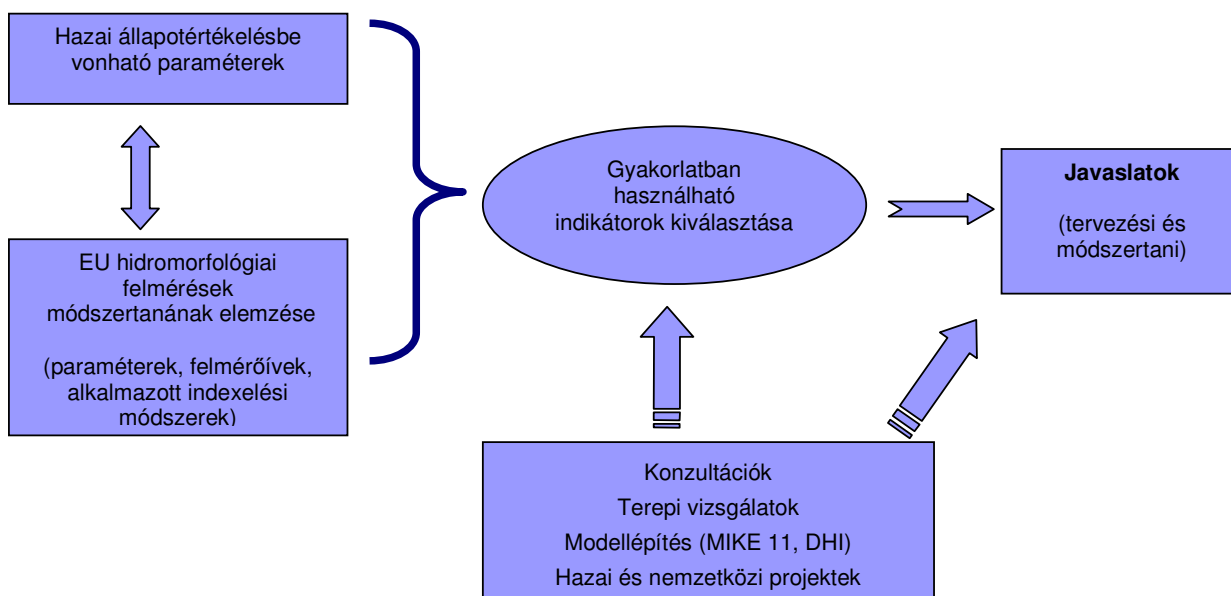 Hazai állapotértékelésbe
vonható paraméterek
EU hidromorfológiai
felmérések
módszertanának elemzése
(paraméterek, felmérőívek,
alkalmazott indexelési
módszerek)
Gyakorlatban
használható
indikátorok kiválasztása
Javaslatok
(tervezési és
módszertani)
Konzultációk
Terepi vizsgálatok
Modellépítés (MIKE 11, DHI)
Hazai és nemzetközi projektek